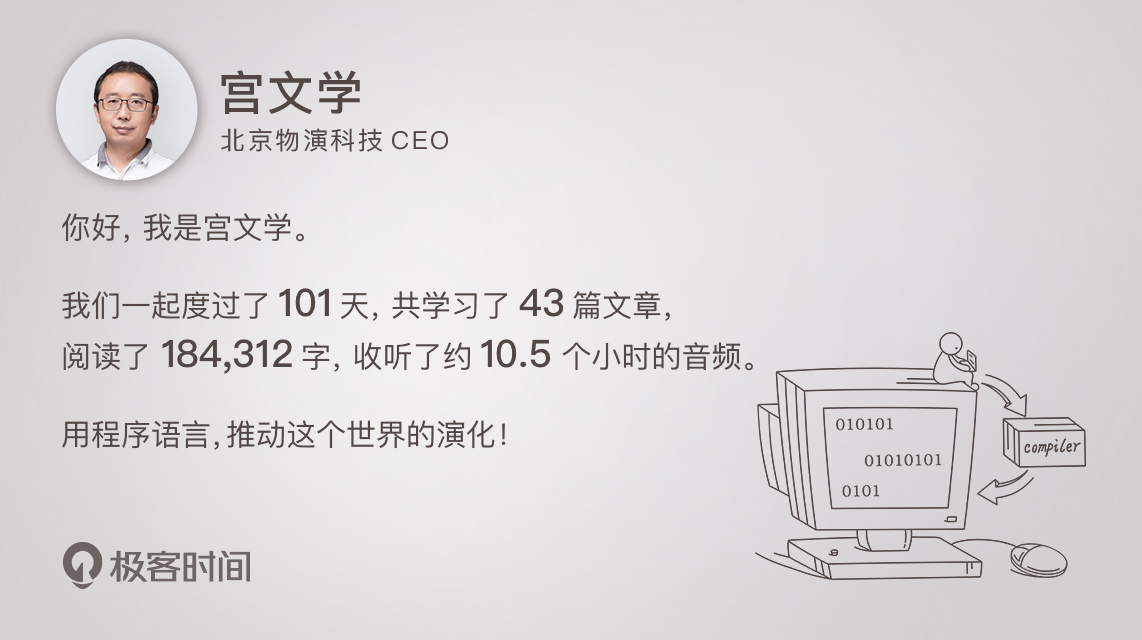 宫文学
北京物演科技 CEO
你好，我是宫文学。
我们一起度过了 101 天，共学习了 43 篇文章，
阅读了 184,312 字，收听了约 10.5 个小时的音频。
用程序语言,推动这个世界的演化!
010101
01010101
0101
compiler
极客时间